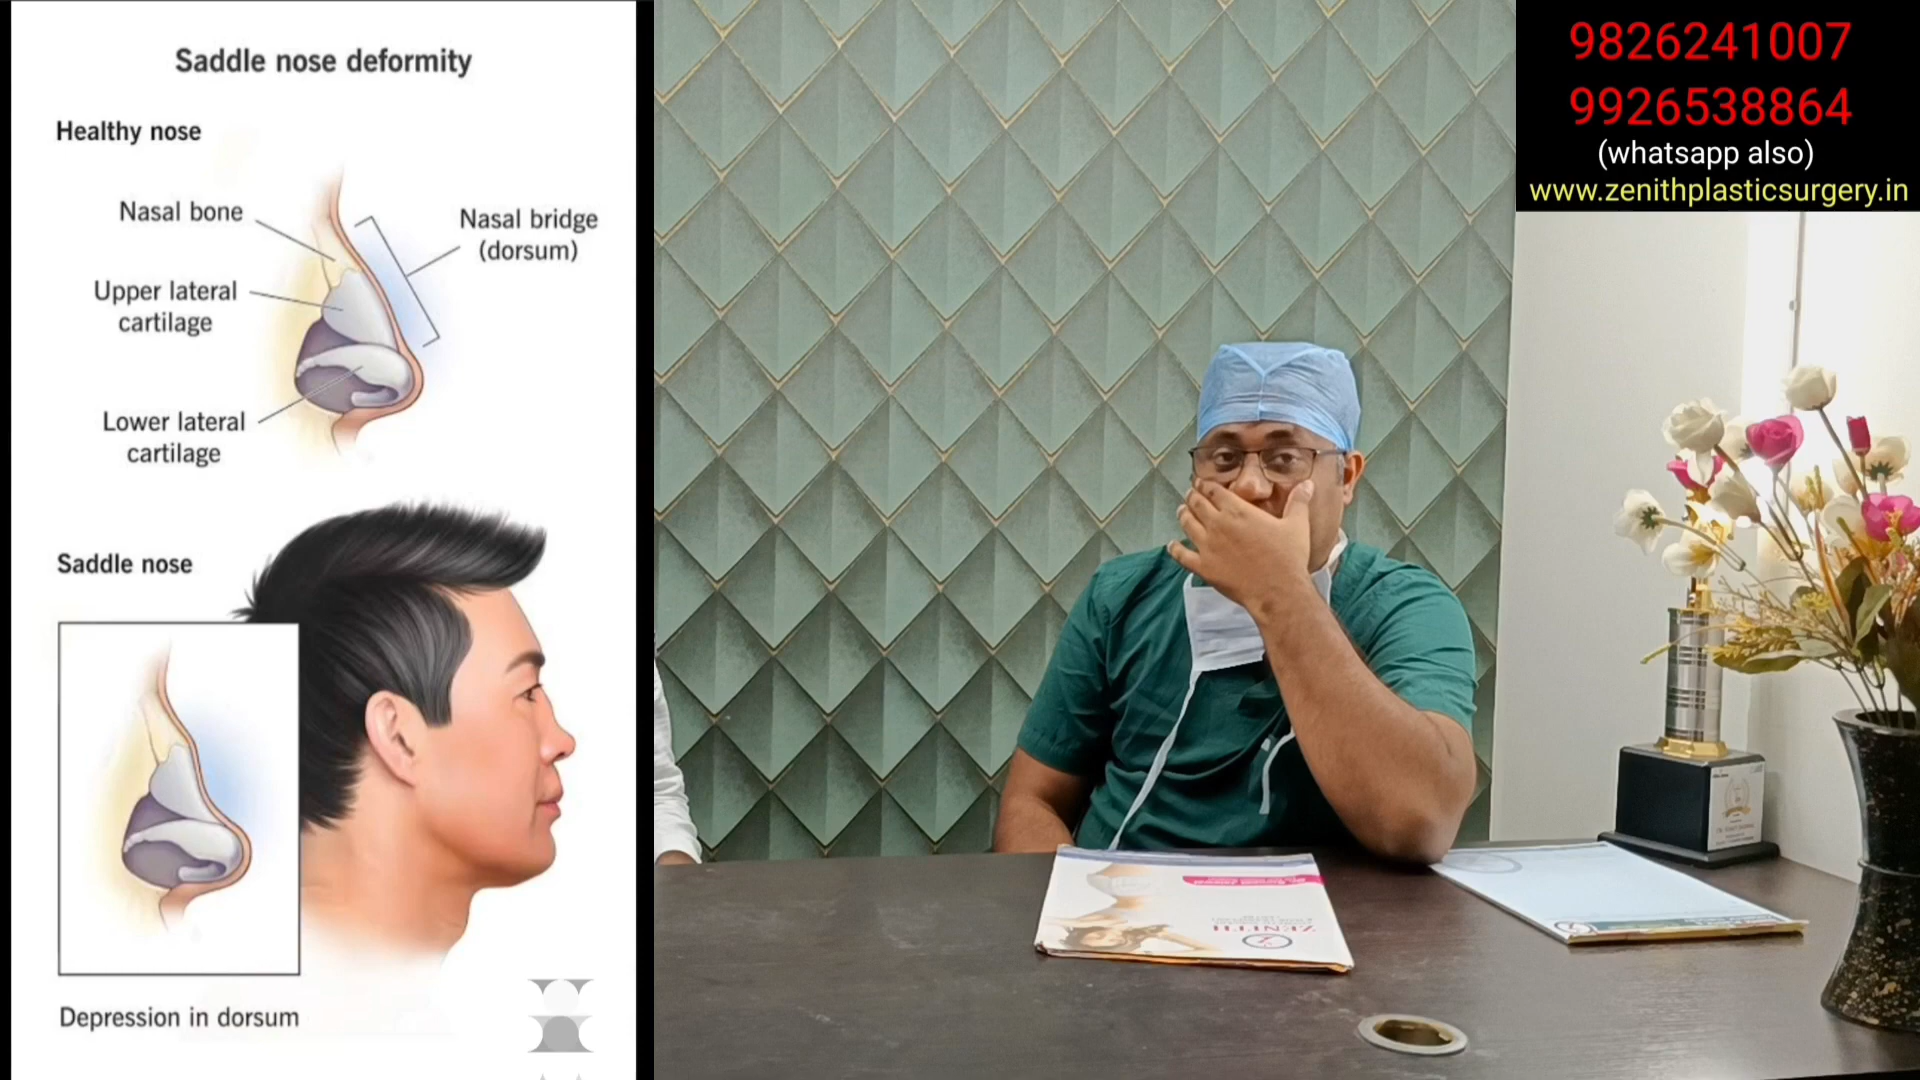 Saddle nose deformity
Healthy nose
Nasal bone
Nasal bridge
(dorsum)
Upper lateral
cartilage
Lower lateral
cartilage
Saddle nose
Depression in dorsum
9826241007
9926538864
(whatsapp also)
www.zenithplasticsurgery.in
ZENITH